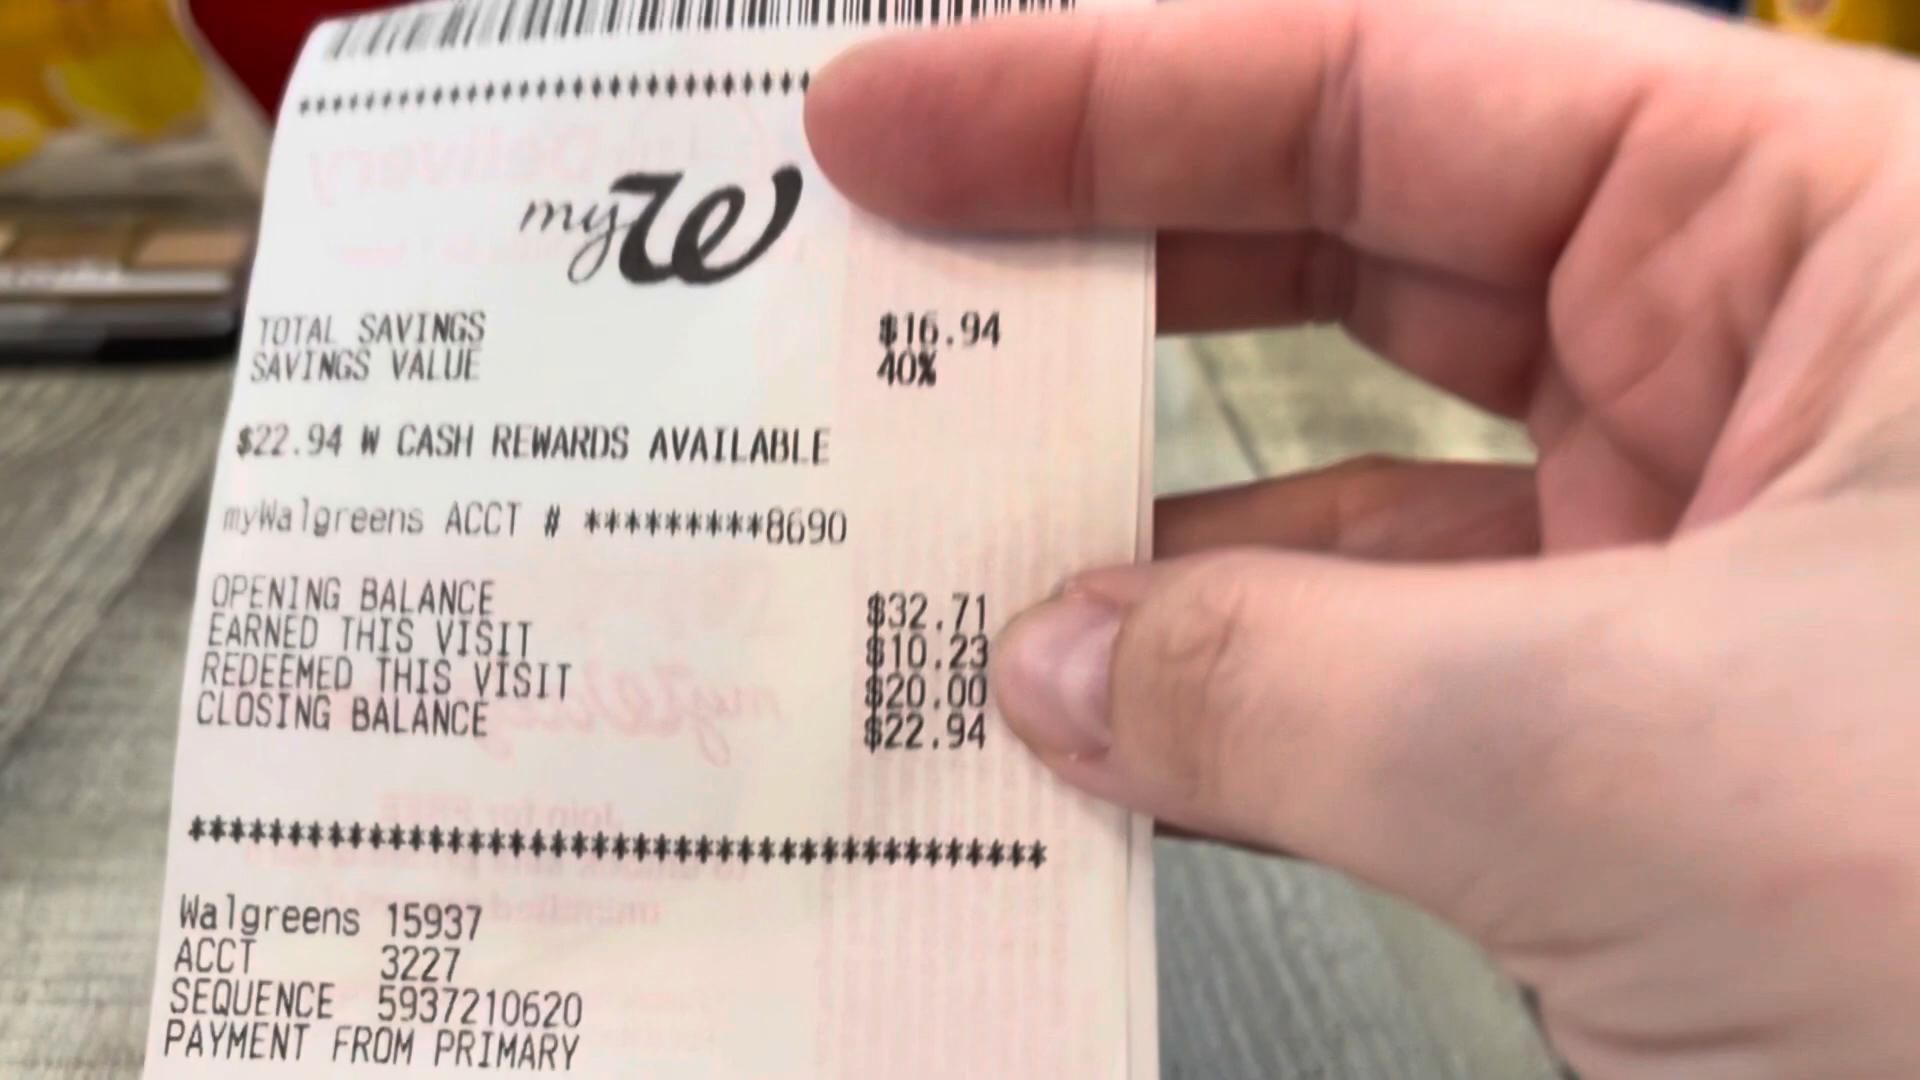 ****************************
myW
TOTAL SAVINGS $16.94
SAVINGS VALUE 40%
$22.94 W CASH REWARDS AVAILABLE
myWalgreens ACCT # *********8690
OPENING BALANCE $32.71
EARNED THIS VISIT $10.23
REDEEMED THIS VISIT $20.00
CLOSING BALANCE $22.94
*******************************************
Walgreens 15937
ACCT 3227
SEQUENCE 5937210620
PAYMENT FROM PRIMARY